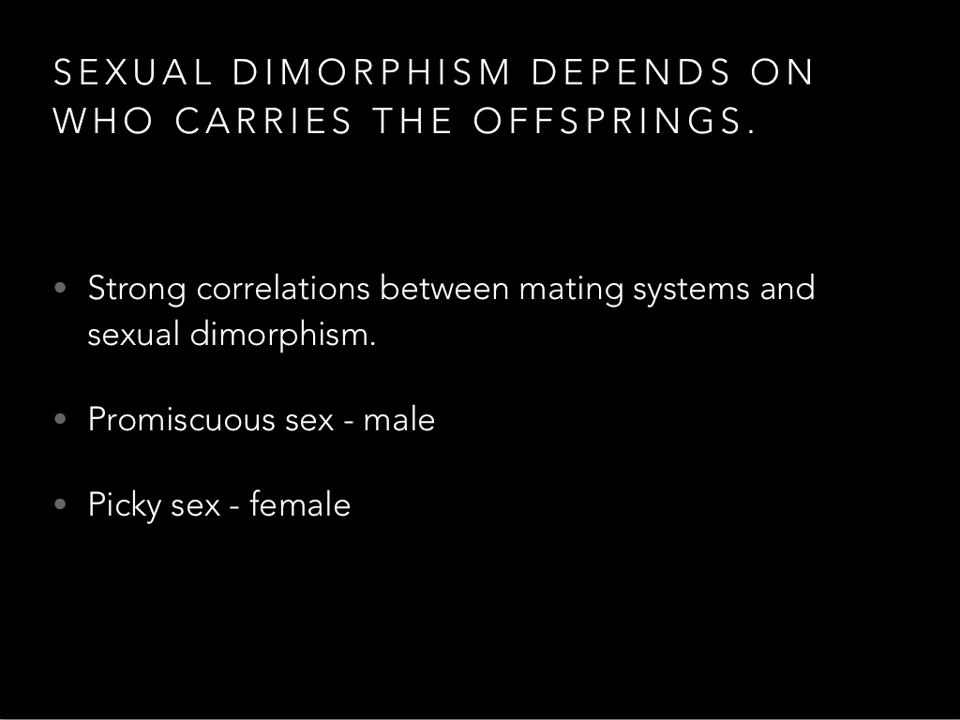 SEXUAL DIMORPHISM DEPENDS ON
WHO CARRIES THE OFFSPRINGS.
• Strong correlations between mating systems and
sexual dimorphism.
• Promiscuous sex - male
• Picky sex - female